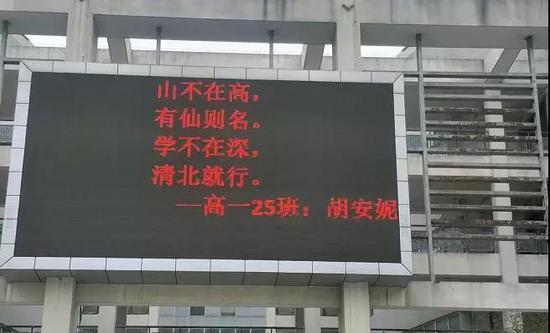 山不在高，
有仙则名。
学不在深，
清北就行。
——高一25班：胡安妮